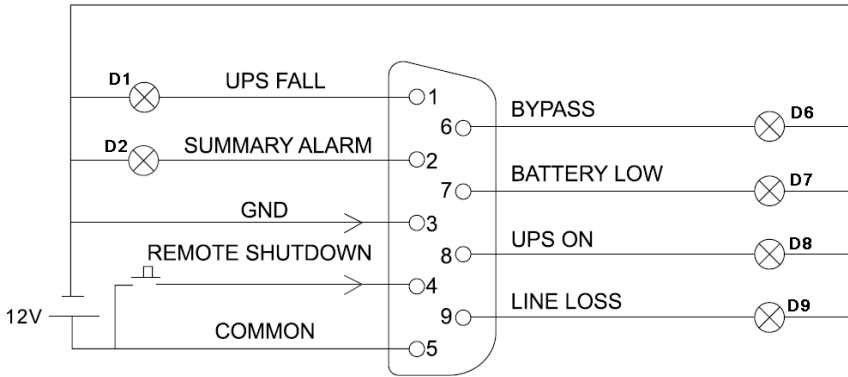 D1
UPS FALL
1
D2
SUMMARY ALARM
2
GND
3
REMOTE SHUTDOWN
4
12V
COMMON
5
6
BYPASS
D6
7
BATTERY LOW
D7
8
UPS ON
D8
9
LINE LOSS
D9